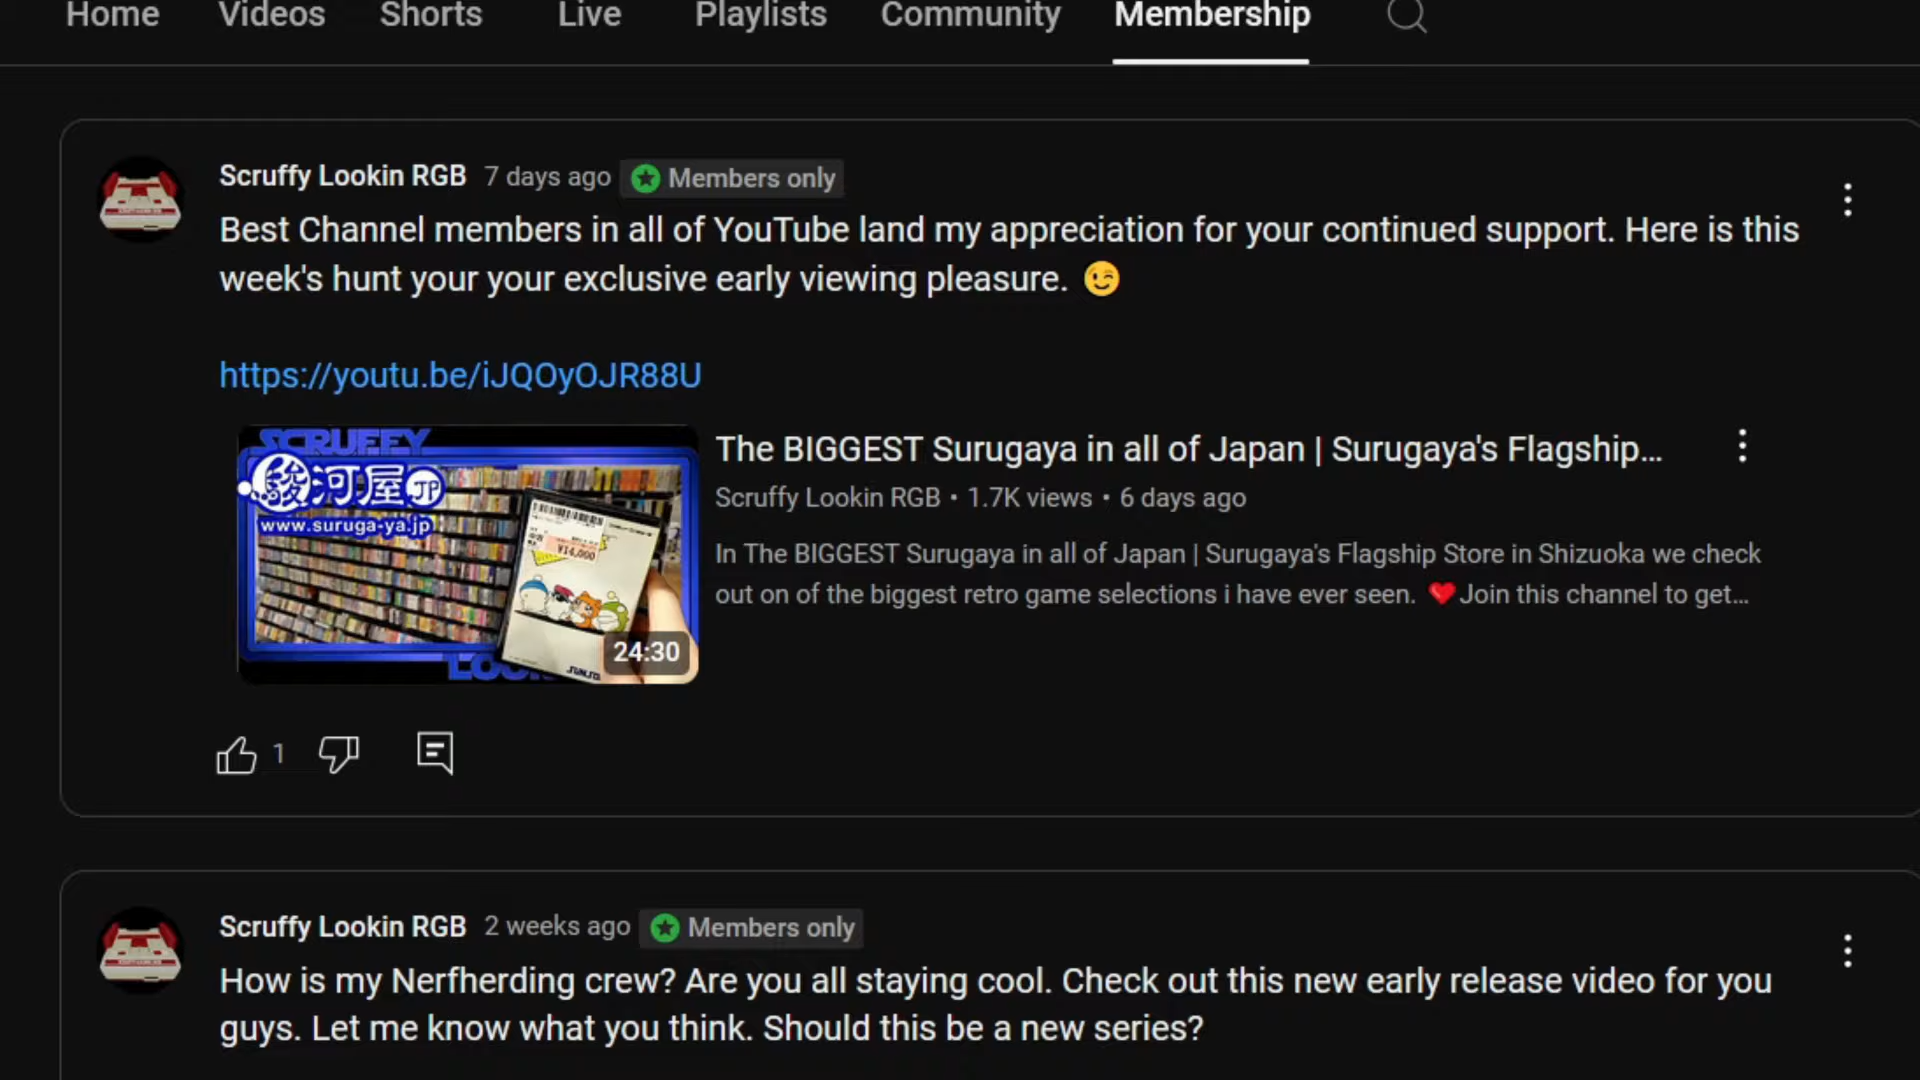 Home Videos Shorts Live Playlists Community Membership
Scruffy Lookin RGB 7 days ago Members only
Best Channel members in all of YouTube land my appreciation for your continued support. Here is this
week's hunt your your exclusive early viewing pleasure. 😉
https://youtu.be/iJQOyOJR88U
SCRUFFY
駿河屋JP
www.suruga-ya.jp
¥14,000
24:30
The BIGGEST Surugaya in all of Japan | Surugaya's Flagship...
Scruffy Lookin RGB • 1.7K views • 6 days ago
In The BIGGEST Surugaya in all of Japan | Surugaya's Flagship Store in Shizuoka we check
out on of the biggest retro game selections i have ever seen. ❤️Join this channel to get...
1
Scruffy Lookin RGB 2 weeks ago Members only
How is my Nerfherding crew? Are you all staying cool. Check out this new early release video for you
guys. Let me know what you think. Should this be a new series?